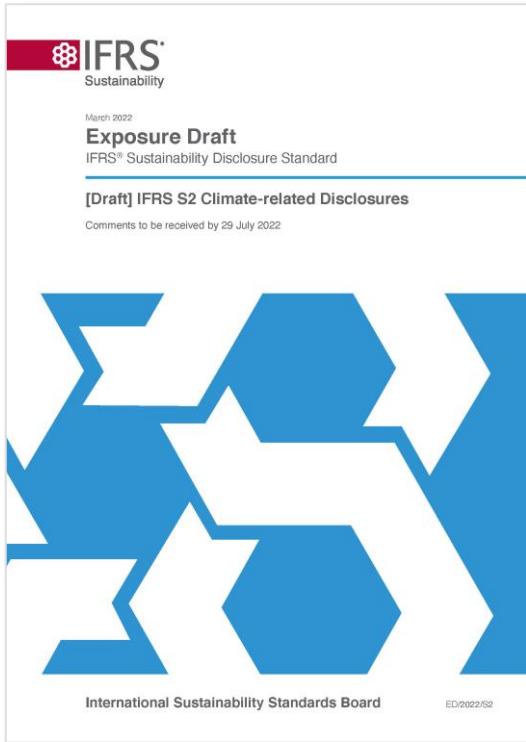 IFRS®
Sustainability
March 2022
Exposure Draft
IFRS® Sustainability Disclosure Standard
[Draft] IFRS S2 Climate-related Disclosures
Comments to be received by 29 July 2022
International Sustainability Standards Board
ED/2022/S2